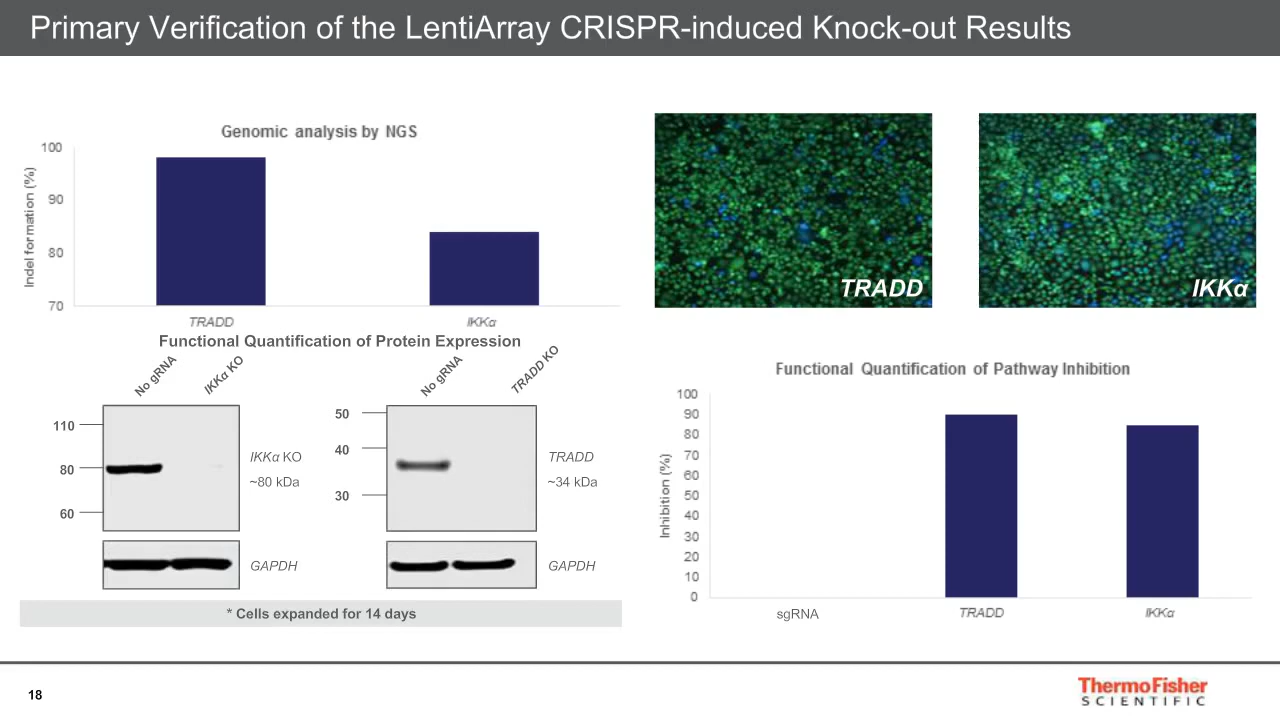 Primary Verification of the LentiArray CRISPR-induced Knock-out Results
Genomic analysis by NGS
Indel formation (%)
100
90
80
70
TRADD
IKKα
Functional Quantification of Protein Expression
No gRNA
IKKα KO
110
80
60
IKKα KO
~80 kDa
GAPDH
No gRNA
TRADD KO
50
40
30
TRADD
~34 kDa
GAPDH
* Cells expanded for 14 days
TRADD
IKKα
Functional Quantification of Pathway Inhibition
Inhibition (%)
100
90
80
70
60
50
40
30
20
10
0
sgRNA
TRADD
IKKα
18
ThermoFisher
SCIENTIFIC